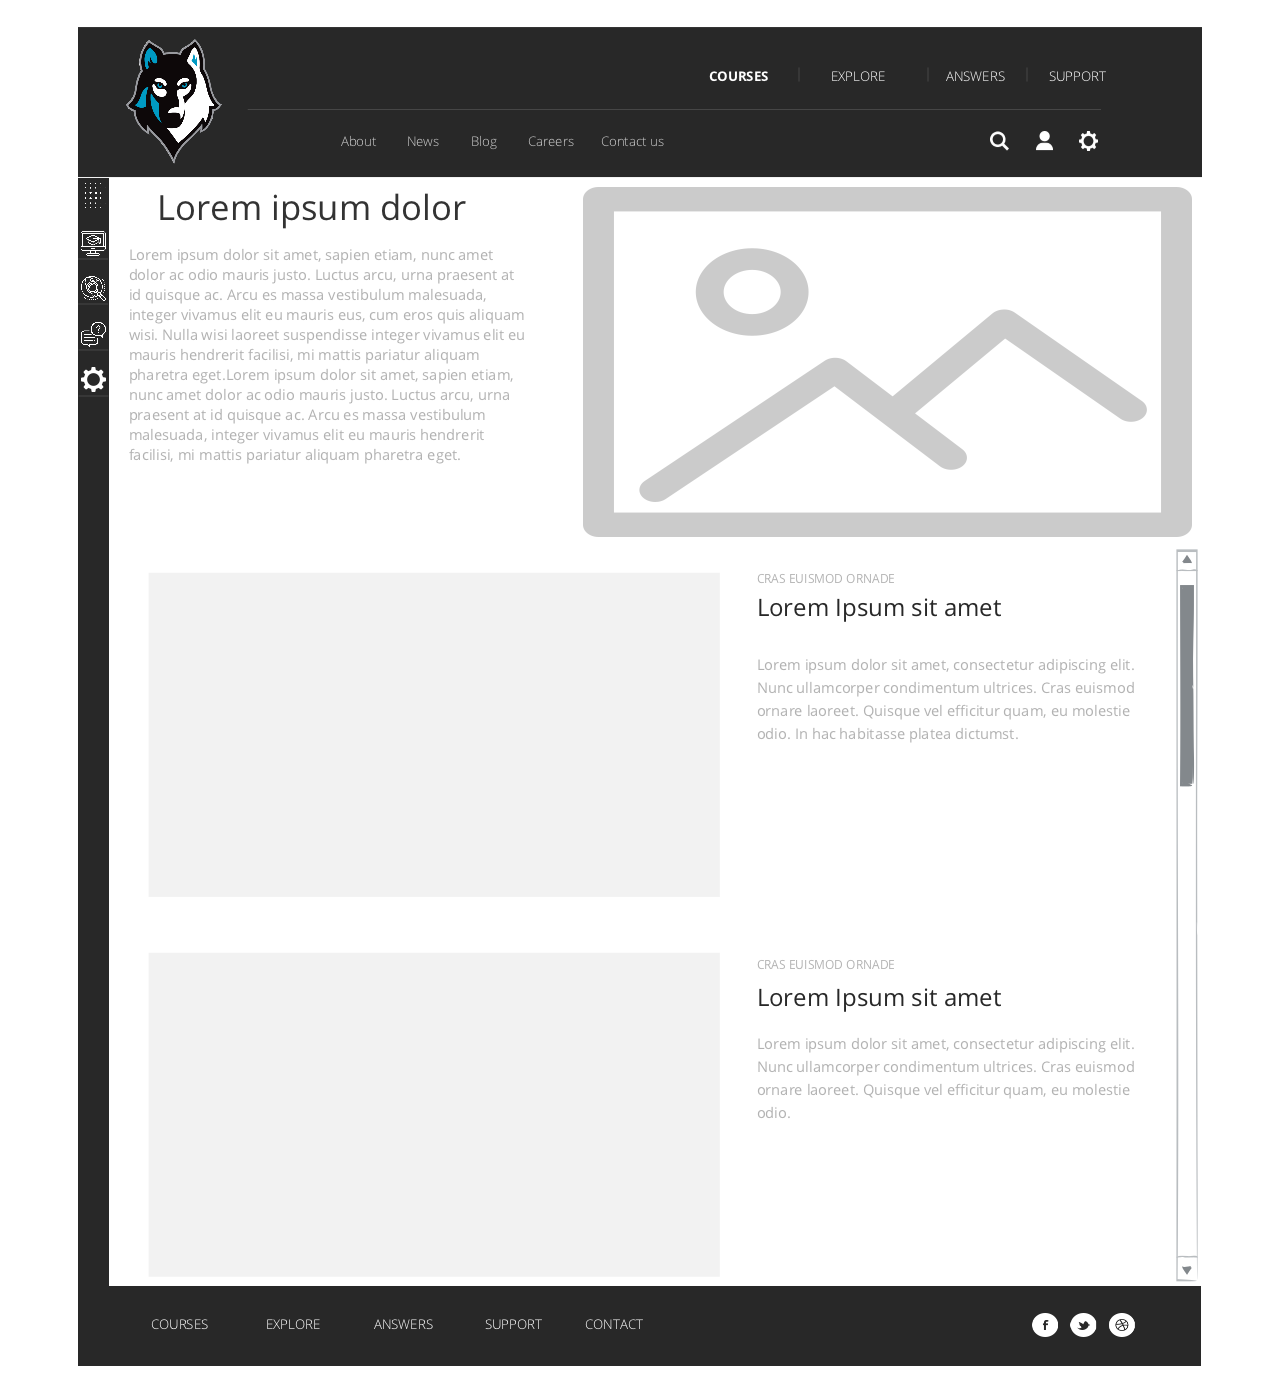 COURSES EXPLORE ANSWERS SUPPORT
About News Blog Careers Contact us
Lorem ipsum dolor
Lorem ipsum dolor sit amet, sapien etiam, nunc amet
dolor ac odio mauris justo. Luctus arcu, urna praesent at
id quisque ac. Arcu es massa vestibulum malesuada,
integer vivamus elit eu mauris eus, cum eros quis aliquam
wisi. Nulla wisi laoreet suspendisse integer vivamus elit eu
mauris hendrerit facilisi, mi mattis pariatur aliquam
pharetra eget.Lorem ipsum dolor sit amet, sapien etiam,
nunc amet dolor ac odio mauris justo. Luctus arcu, urna
praesent at id quisque ac. Arcu es massa vestibulum
malesuada, integer vivamus elit eu mauris hendrerit
facilisi, mi mattis pariatur aliquam pharetra eget.
CRAS EUISMOD ORNADE
Lorem Ipsum sit amet
Lorem ipsum dolor sit amet, consectetur adipiscing elit.
Nunc ullamcorper condimentum ultrices. Cras euismod
ornare laoreet. Quisque vel efficitur quam, eu molestie
odio. In hac habitasse platea dictumst.
CRAS EUISMOD ORNADE
Lorem Ipsum sit amet
Lorem ipsum dolor sit amet, consectetur adipiscing elit.
Nunc ullamcorper condimentum ultrices. Cras euismod
ornare laoreet. Quisque vel efficitur quam, eu molestie
odio.
COURSES EXPLORE ANSWERS SUPPORT CONTACT